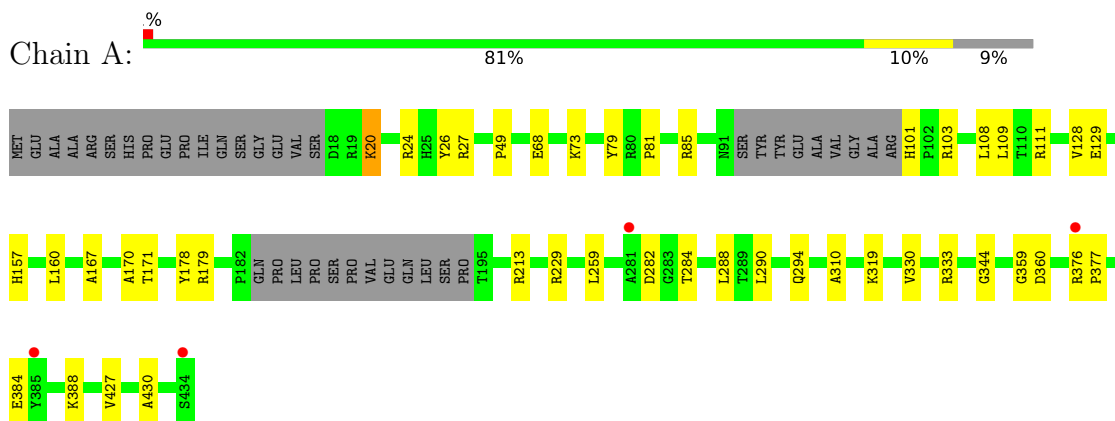 %
Chain A:
81% 10% 9%
MET GLU ALA ALA ARG SER HIS PRO GLU PRO ILE GLN SER GLY GLU VAL SER D18 R19 K20 R24 H25 Y26 R27 P49 E68 K73 Y79 R80 P81 R85 N91 SER TYR TYR GLU ALA VAL GLY ALA ARG H101 P102 R103 L108 L109 T110 R111 V128 E129
H157 L160 A167 A170 T171 Y178 R179 P182 GLN PRO LEU PRO SER PRO VAL GLU GLN LEU SER PRO T195 R213 R229 L259 A281 D282 G283 T284 L288 T289 L290 Q294 A310 K319 V330 R333 G344 G359 D360 R376 P377
E384 Y385 K388 V427 A430 S434